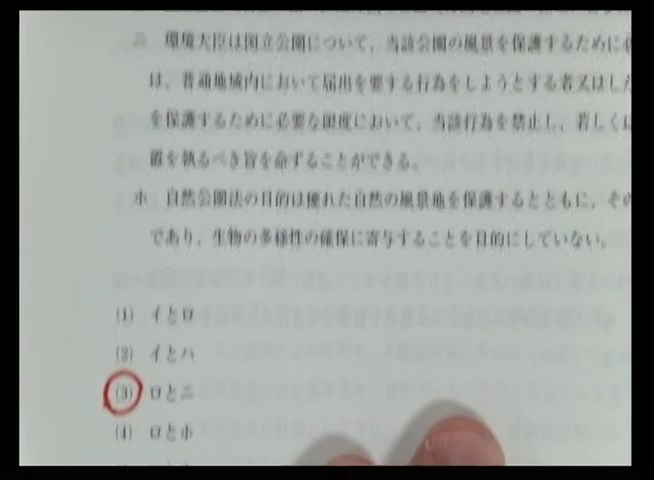 ニ 環境大臣は国立公園について、当該公園の風景を保護するために
は、普通地域内において届出を要する行為をしようとする者又はした
を保護するために必要な限度において、当該行為を禁止し、若しくは
置を執るべき旨を命ずることができる。
ホ 自然公園法の目的は優れた自然の風景地を保護するとともに、その
であり、生物の多様性の確保に寄与することを目的にしていない。
(1) イとロ
(2) イとハ
(3) ロとニ
(4) ロとホ